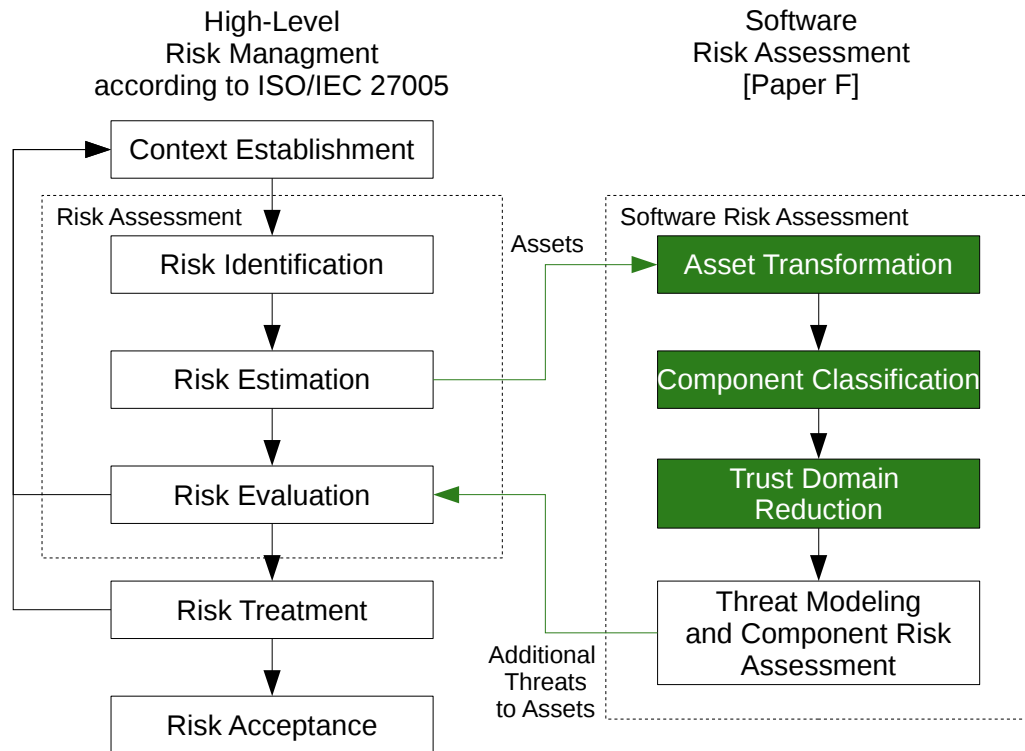 High-Level
Risk Managment
according to ISO/IEC 27005
Context Establishment
Risk Assessment
Risk Identification
Risk Estimation
Risk Evaluation
Risk Treatment
Risk Acceptance
Assets
Additional
Threats
to Assets
Software
Risk Assessment
[Paper F]
Software Risk Assessment
Asset Transformation
Component Classification
Trust Domain
Reduction
Threat Modeling
and Component Risk
Assessment